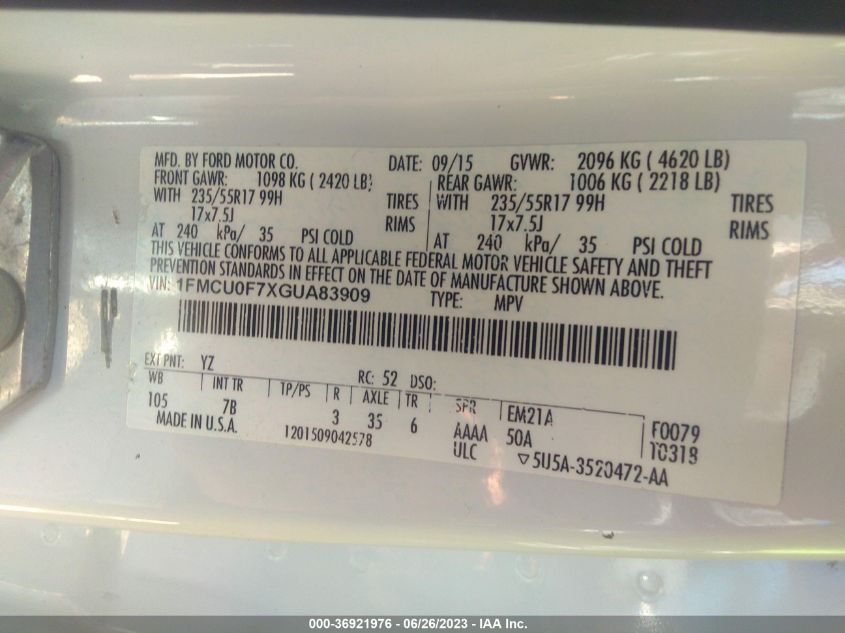 MFD. BY FORD MOTOR CO. DATE: 09/15 GVWR: 2096 KG ( 4620 LB)
FRONT GAWR: 1098 KG ( 2420 LB) REAR GAWR: 1006 KG ( 2218 LB)
WITH 235/55R17 99H TIRES WITH 235/55R17 99H TIRES
17x7.5J RIMS 17x7.5J RIMS
AT 240 kPa/ 35 PSI COLD AT 240 kPa/ 35 PSI COLD
THIS VEHICLE CONFORMS TO ALL APPLICABLE FEDERAL MOTOR VEHICLE SAFETY AND THEFT
PREVENTION STANDARDS IN EFFECT ON THE DATE OF MANUFACTURE SHOWN ABOVE.
VIN: 1FMCU0F7XGUA83909 TYPE: MPV
EXT PNT: YZ RC: 52 DSO:
WB INT TR TP/PS R AXLE TR SPR EM21A
105 7B 3 35 6 AAAA 50A F0079
MADE IN U.S.A. 1201509042578 ULC T0318
▽5U5A-3520472-AA
000-36921976 / 06/26/2023 - IAA Inc.